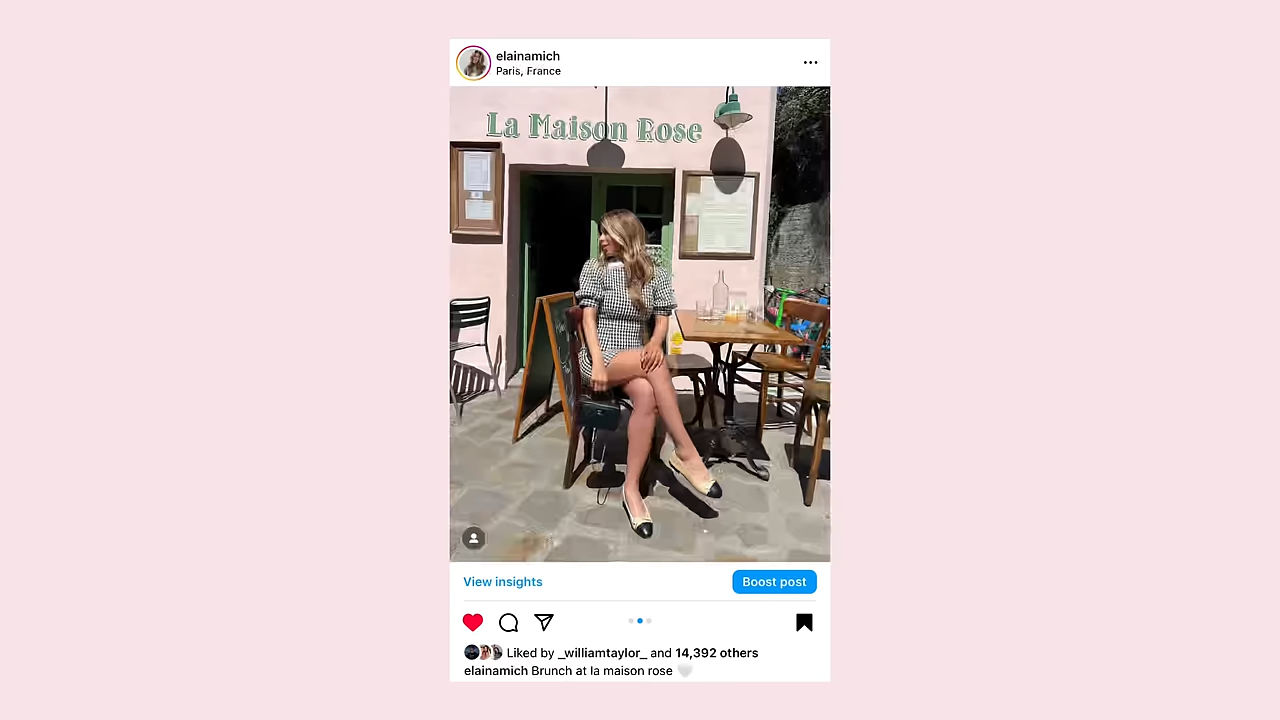 elainamich
Paris, France
La Maison Rose
View insights
Boost post
Liked by _williamtaylor_ and 14,392 others
elainamich Brunch at la maison rose 🤍